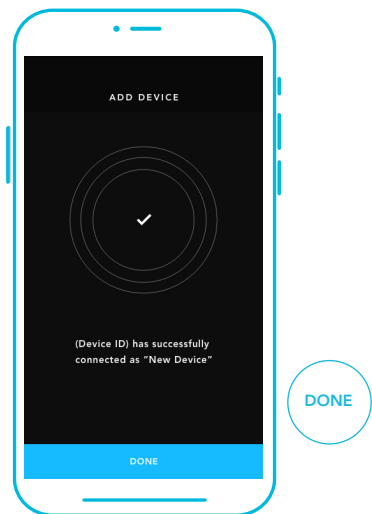 ADD DEVICE
(Device ID) has successfully
connected as “New Device”
DONE
DONE